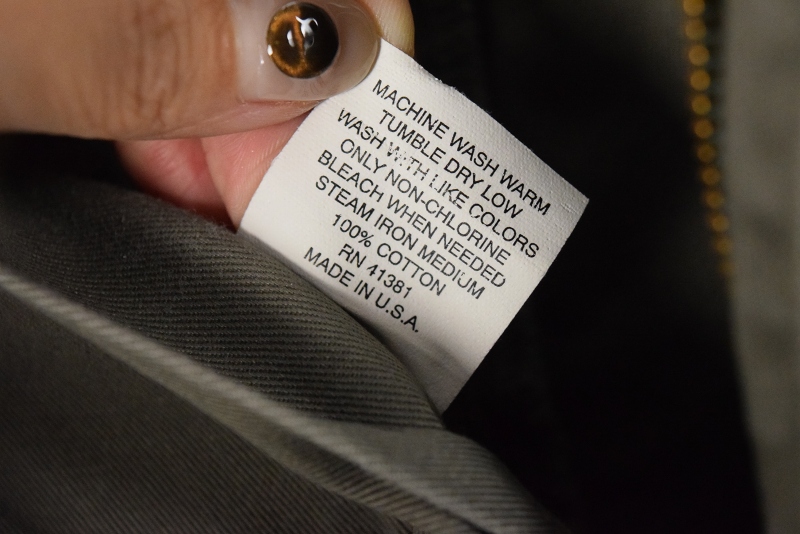 MACHINE WASH WARM
TUMBLE DRY LOW
WASH WITH LIKE COLORS
ONLY NON-CHLORINE
BLEACH WHEN NEEDED
STEAM IRON MEDIUM
100% COTTON
RN 41381
MADE IN U.S.A.